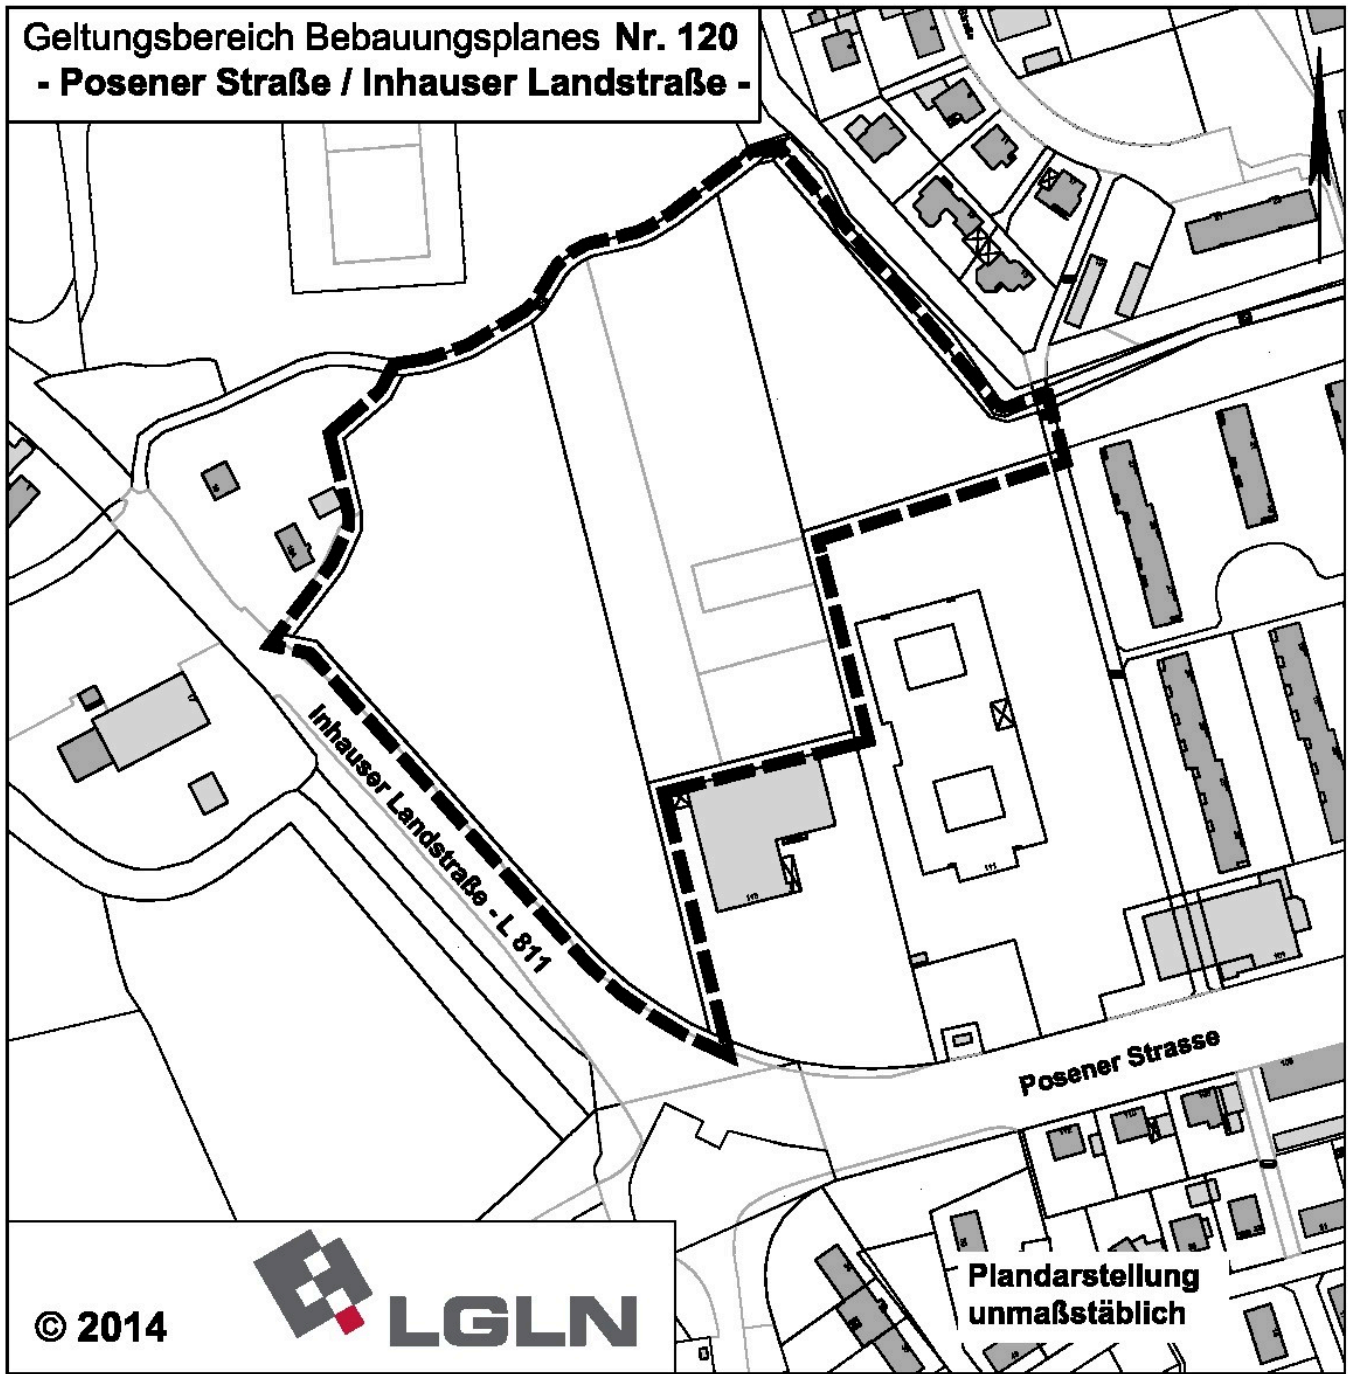 Geltungsbereich Bebauungsplanes Nr. 120
- Posener Straße / Inhauser Landstraße -
Inhauser Landstraße - L 811
Posener Strasse
Plandarstellung
unmaßstäblich
© 2014
LGLN